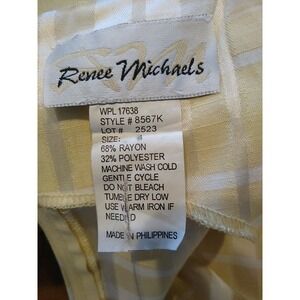 Renee Michaels
WPL 17638
STYLE # 8567K
LOT # 2523
SIZE:
68% RAYON
32% POLYESTER
MACHINE WASH COLD
GENTLE CYCLE
DO NOT BLEACH
TUMBLE DRY LOW
USE WARM IRON IF
NEEDED
MADE IN PHILIPPINES